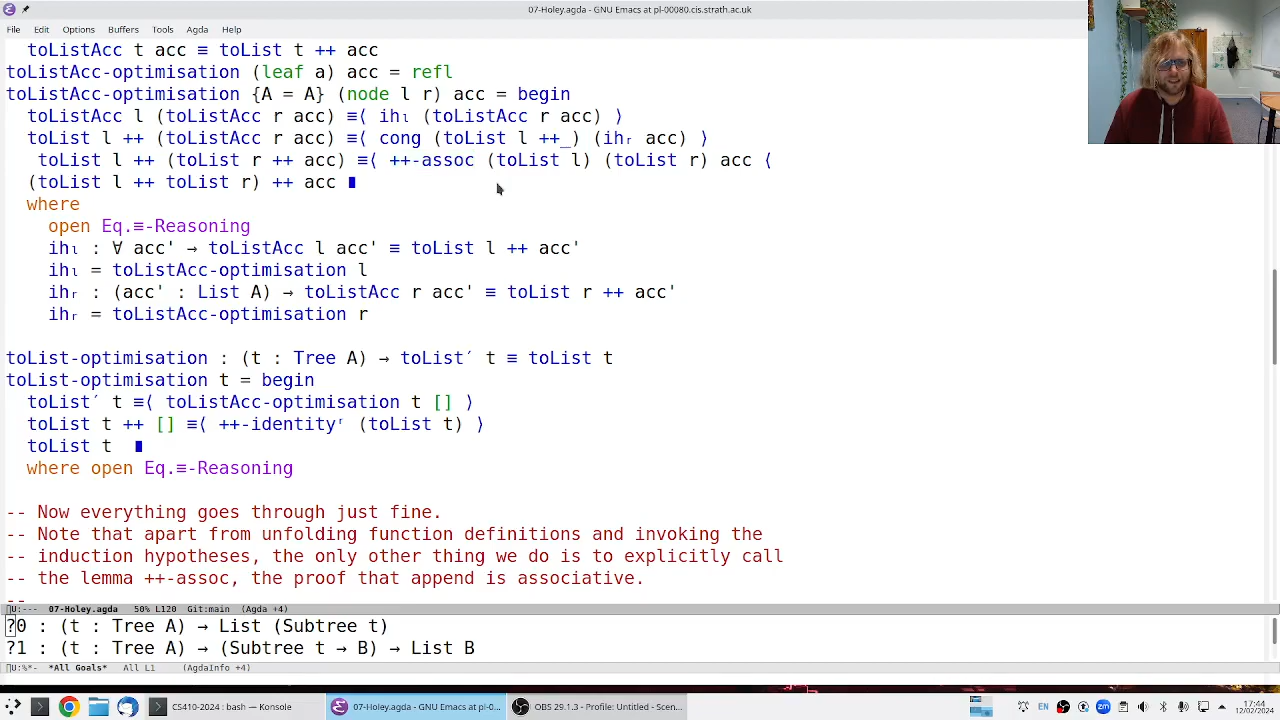 07-Holey.agda - GNU Emacs at pl-00080.cis.strath.ac.uk
File Edit Options Buffers Tools Agda Help
toListAcc t acc ≡ toList t ++ acc
toListAcc-optimisation (leaf a) acc = refl
toListAcc-optimisation {A = A} (node l r) acc = begin
toListAcc l (toListAcc r acc) ≡⟨ ihₗ (toListAcc r acc) ⟩
toList l ++ (toListAcc r acc) ≡⟨ cong (toList l ++_) (ihᵣ acc) ⟩
toList l ++ (toList r ++ acc) ≡⟨ ++-assoc (toList l) (toList r) acc ⟨
(toList l ++ toList r) ++ acc ∎
where
open Eq.≡-Reasoning
ihₗ : ∀ acc' → toListAcc l acc' ≡ toList l ++ acc'
ihₗ = toListAcc-optimisation l
ihᵣ : (acc' : List A) → toListAcc r acc' ≡ toList r ++ acc'
ihᵣ = toListAcc-optimisation r
toList-optimisation : (t : Tree A) → toList′ t ≡ toList t
toList-optimisation t = begin
toList′ t ≡⟨ toListAcc-optimisation t [] ⟩
toList t ++ [] ≡⟨ ++-identityʳ (toList t) ⟩
toList t ∎
where open Eq.≡-Reasoning
-- Now everything goes through just fine.
-- Note that apart from unfolding function definitions and invoking the
-- induction hypotheses, the only other thing we do is to explicitly call
-- the lemma ++-assoc, the proof that append is associative.
--
U:--- 07-Holey.agda 50% L120 Git:main (Agda +4)
?0 : (t : Tree A) → List (Subtree t)
?1 : (t : Tree A) → (Subtree t → B) → List B
U:%*- *All Goals* All L1 (AgdaInfo +4)
CS410-2024 : bash — Kon
07-Holey.agda - GNU Emacs at pl-0...
OBS 29.1.3 - Profile: Untitled - Scen...
EN
zm
17:44
12/02/2024